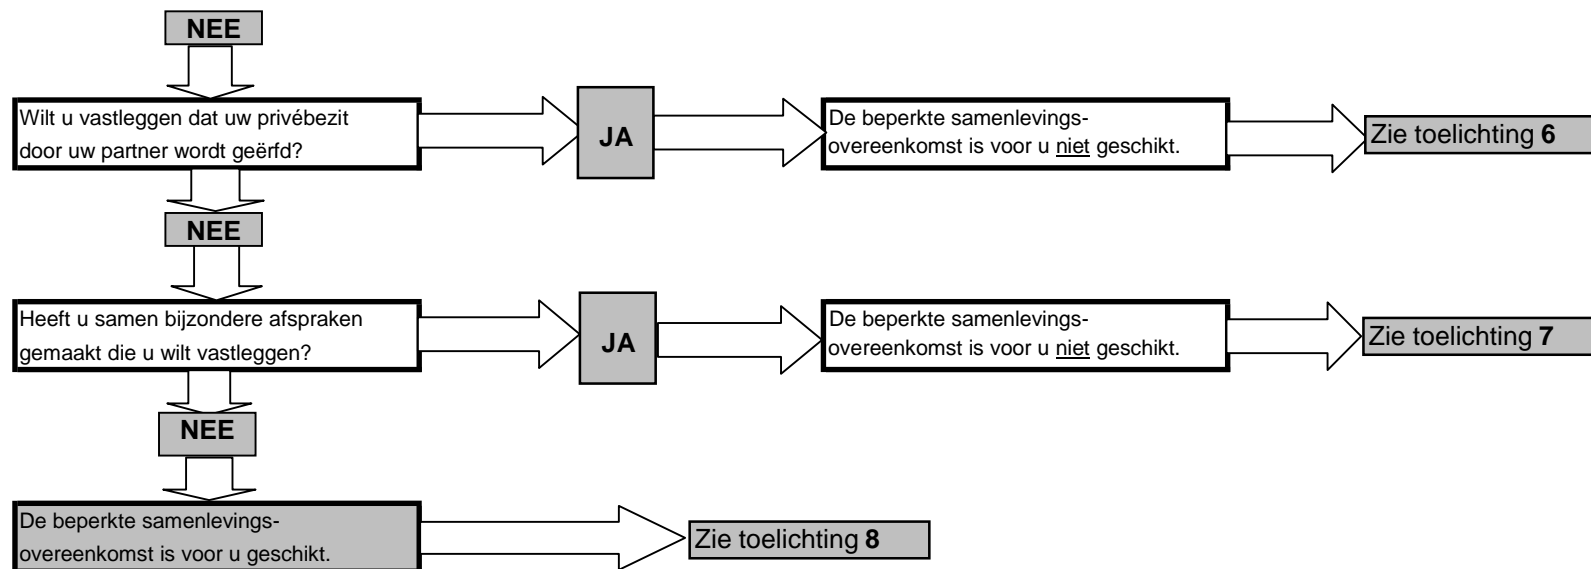 NEE
Wilt u vastleggen dat uw privébezit
door uw partner wordt geërfd?
JA
De beperkte samenlevings-
overeenkomst is voor u niet geschikt.
Zie toelichting 6
NEE
Heeft u samen bijzondere afspraken
gemaakt die u wilt vastleggen?
JA
De beperkte samenlevings-
overeenkomst is voor u niet geschikt.
Zie toelichting 7
NEE
De beperkte samenlevings-
overeenkomst is voor u geschikt.
Zie toelichting 8